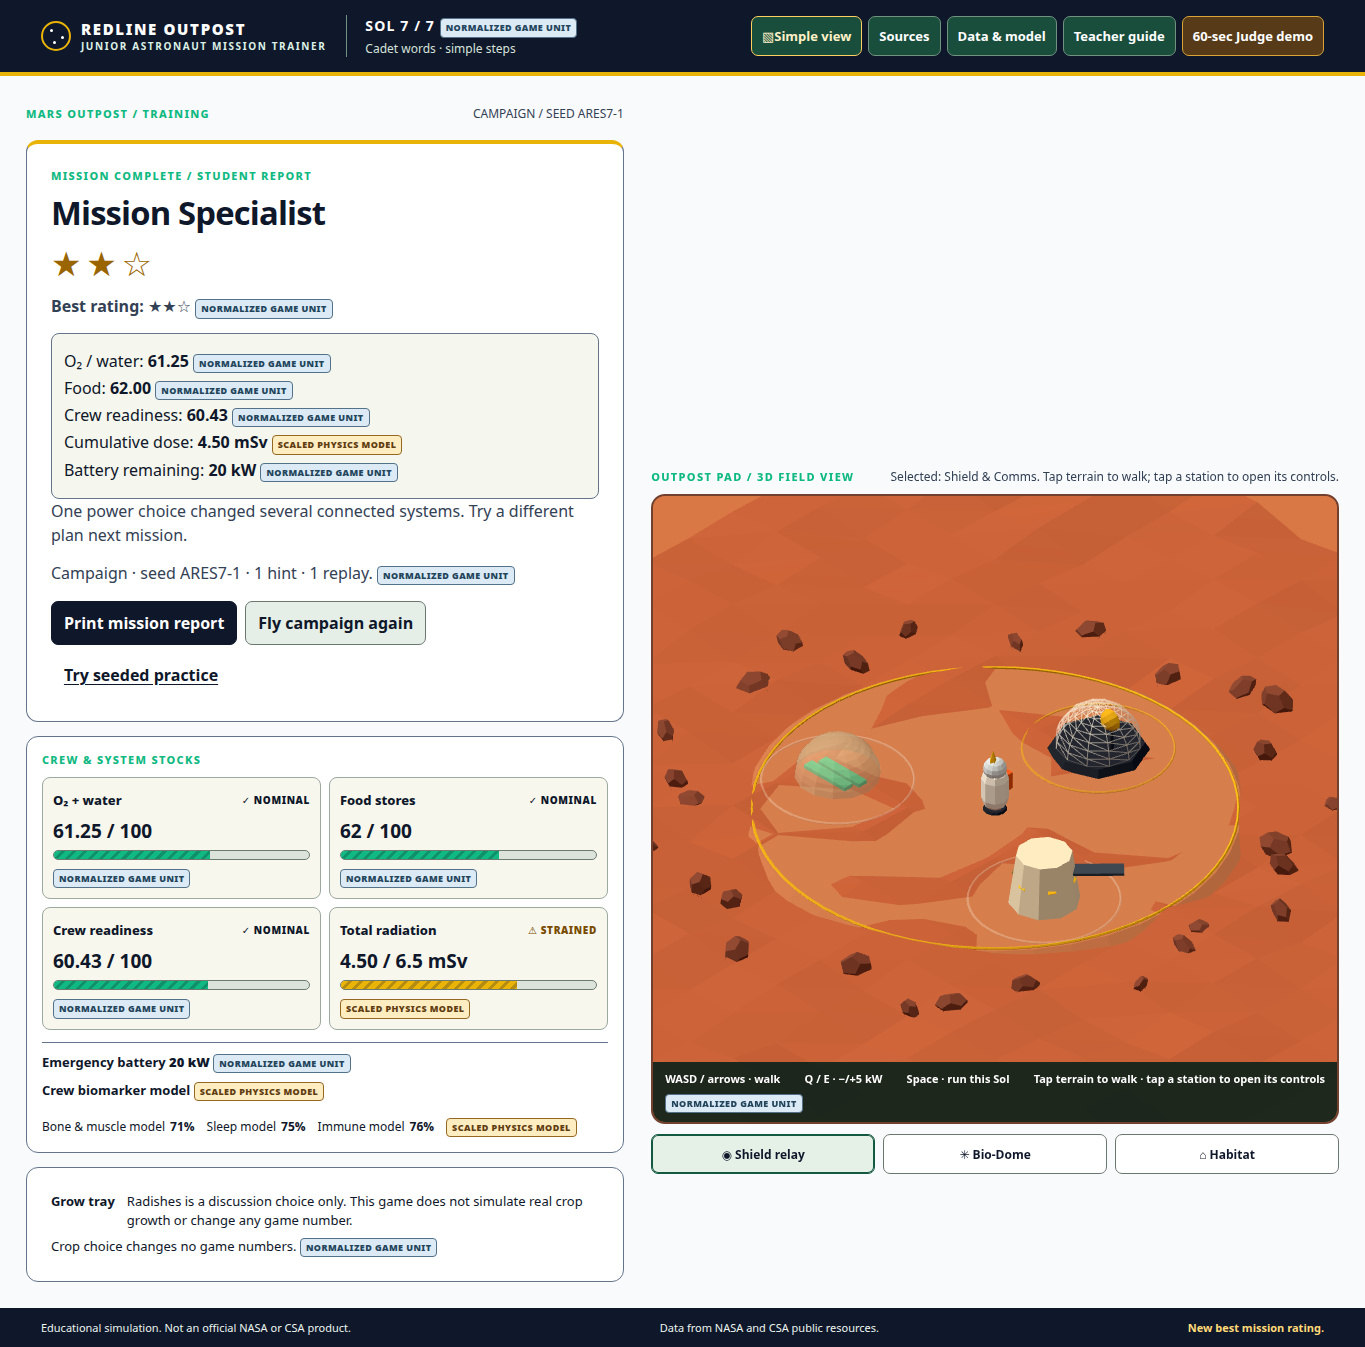 REDLINE OUTPOST
JUNIOR ASTRONAUT MISSION TRAINER
SOL 7 / 7 NORMALIZED GAME UNIT
Cadet words · simple steps
▧Simple view
Sources
Data & model
Teacher guide
60-sec Judge demo
MARS OUTPOST / TRAINING
CAMPAIGN / SEED ARES7-1
MISSION COMPLETE / STUDENT REPORT
Mission Specialist
★★☆
Best rating: ★★☆ NORMALIZED GAME UNIT
O₂ / water: 61.25 NORMALIZED GAME UNIT
Food: 62.00 NORMALIZED GAME UNIT
Crew readiness: 60.43 NORMALIZED GAME UNIT
Cumulative dose: 4.50 mSv SCALED PHYSICS MODEL
Battery remaining: 20 kW NORMALIZED GAME UNIT
One power choice changed several connected systems. Try a different
plan next mission.
Campaign · seed ARES7-1 · 1 hint · 1 replay. NORMALIZED GAME UNIT
Print mission report
Fly campaign again
Try seeded practice
CREW & SYSTEM STOCKS
O₂ + water ✓ NOMINAL
61.25 / 100
NORMALIZED GAME UNIT
Food stores ✓ NOMINAL
62 / 100
NORMALIZED GAME UNIT
Crew readiness ✓ NOMINAL
60.43 / 100
NORMALIZED GAME UNIT
Total radiation ⚠ STRAINED
4.50 / 6.5 mSv
SCALED PHYSICS MODEL
Emergency battery 20 kW NORMALIZED GAME UNIT
Crew biomarker model SCALED PHYSICS MODEL
Bone & muscle model 71% Sleep model 75% Immune model 76% SCALED PHYSICS MODEL
Grow tray Radishes is a discussion choice only. This game does not simulate real crop
growth or change any game number.
Crop choice changes no game numbers. NORMALIZED GAME UNIT
OUTPOST PAD / 3D FIELD VIEW
Selected: Shield & Comms. Tap terrain to walk; tap a station to open its controls.
WASD / arrows · walk Q / E · −/+5 kW Space · run this Sol Tap terrain to walk · tap a station to open its controls
NORMALIZED GAME UNIT
◉ Shield relay
✳ Bio-Dome
⌂ Habitat
Educational simulation. Not an official NASA or CSA product.
Data from NASA and CSA public resources.
New best mission rating.